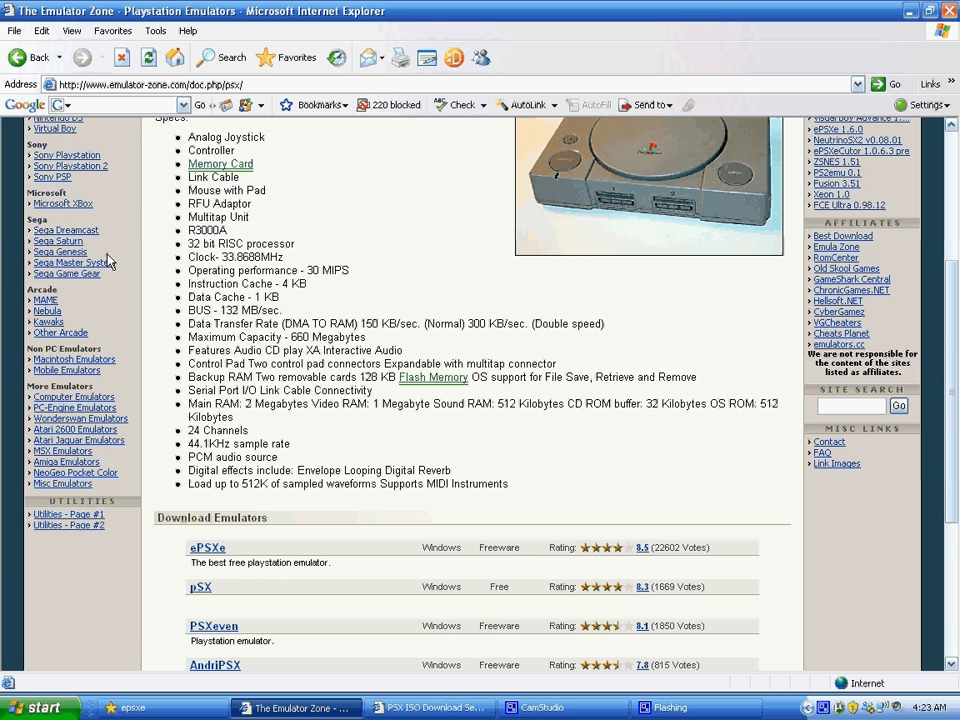 The Emulator Zone - Playstation Emulators - Microsoft Internet Explorer
File Edit View Favorites Tools Help
Back Search Favorites
Address http://www.emulator-zone.com/doc.php/psx/ Go Links »
Google G Go Bookmarks 220 blocked Check AutoLink AutoFill Send to Settings
Nintendo DS
Virtual Boy
Sony
Sony Playstation
Sony Playstation 2
Sony PSP
Microsoft
Microsoft XBox
Sega
Sega Dreamcast
Sega Saturn
Sega Genesis
Sega Master Syste
Sega Game Gear
Arcade
MAME
Nebula
Kawaks
Other Arcade
Non PC Emulators
Macintosh Emulators
Mobile Emulators
More Emulators
Computer Emulators
PC-Engine Emulators
Wonderswan Emulators
Atari 2600 Emulators
Atari Jaguar Emulators
MSX Emulators
Amiga Emulators
NeoGeo Pocket Color
Misc Emulators
UTILITIES
Utilities - Page #1
Utilities - Page #2
Specs:
Analog Joystick
Controller
Memory Card
Link Cable
Mouse with Pad
RFU Adaptor
Multitap Unit
R3000A
32 bit RISC processor
Clock- 33.8688MHz
Operating performance - 30 MIPS
Instruction Cache - 4 KB
Data Cache - 1 KB
BUS - 132 MB/sec.
Data Transfer Rate (DMA TO RAM) 150 KB/sec. (Normal) 300 KB/sec. (Double speed)
Maximum Capacity - 660 Megabytes
Features Audio CD play XA Interactive Audio
Control Pad Two control pad connectors Expandable with multitap connector
Backup RAM Two removable cards 128 KB Flash Memory OS support for File Save, Retrieve and Remove
Serial Port I/O Link Cable Connectivity
Main RAM: 2 Megabytes Video RAM: 1 Megabyte Sound RAM: 512 Kilobytes CD ROM buffer: 32 Kilobytes OS ROM: 512
Kilobytes
24 Channels
44.1KHz sample rate
PCM audio source
Digital effects include: Envelope Looping Digital Reverb
Load up to 512K of sampled waveforms Supports MIDI Instruments
Download Emulators
ePSXe Windows Freeware Rating: 8.5 (22602 Votes)
The best free playstation emulator.
pSX Windows Free Rating: 8.3 (1669 Votes)
PSXeven Windows Freeware Rating: 8.1 (1850 Votes)
Playstation emulator.
AndriPSX Windows Freeware Rating: 7.8 (815 Votes)
Visual Boy Advance 1....
ePSXe 1.6.0
NeutrinoSX2 v0.08.01
ePSXeCutor 1.0.6.3 pre
ZSNES 1.51
PS2emu 0.1
Fusion 3.51
Xeon 1.0
FCE Ultra 0.98.12
AFFILIATES
Best Download
Emula Zone
RomCenter
Old Skool Games
GameShark Central
ChronicGames.NET
Hellsoft.NET
CyberGamez
VGCheaters
Cheats Planet
emulators.cc
We are not responsible
for the content of the sites
listed as affiliates.
SITE SEARCH
Go
MISC LINKS
Contact
FAQ
Link Images
Internet
start epsxe The Emulator Zone - ... PSX ISO Download Se... CamStudio Flashing 4:23 AM